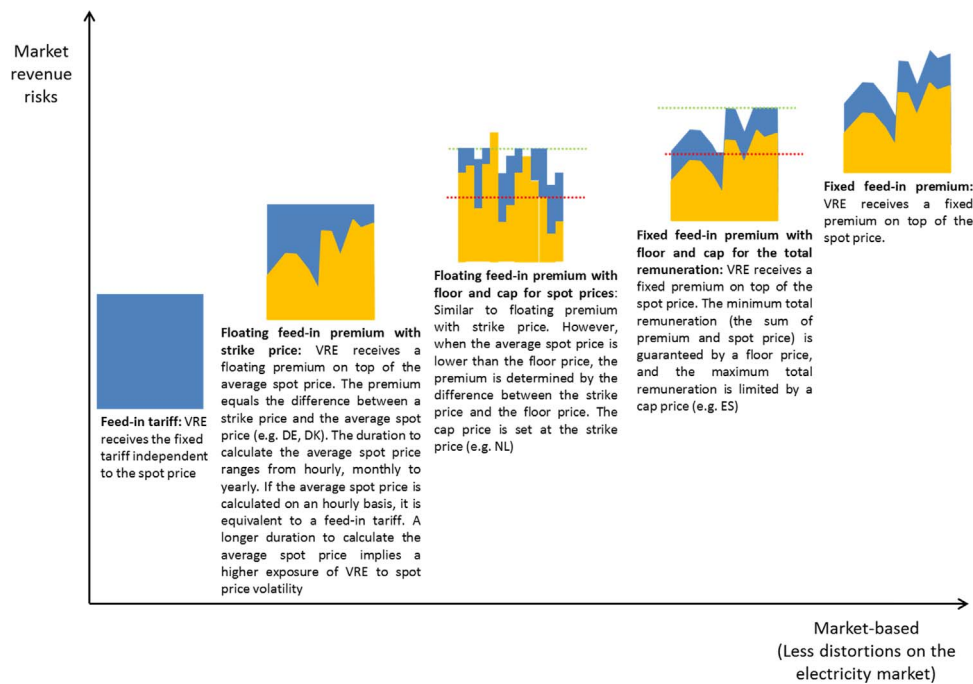 Market
revenue
risks
Feed-in tariff: VRE
receives the fixed
tariff independent
to the spot price
Floating feed-in premium with
strike price: VRE receives a
floating premium on top of the
average spot price. The premium
equals the difference between a
strike price and the average spot
price (e.g. DE, DK). The duration to
calculate the average spot price
ranges from hourly, monthly to
yearly. If the average spot price is
calculated on an hourly basis, it is
equivalent to a feed-in tariff. A
longer duration to calculate the
average spot price implies a
higher exposure of VRE to spot
price volatility
Floating feed-in premium with
floor and cap for spot prices:
Similar to floating premium
with strike price. However,
when the average spot price is
lower than the floor price, the
premium is determined by the
difference between the strike
price and the floor price. The
cap price is set at the strike
price (e.g. NL)
Fixed feed-in premium with
floor and cap for the total
remuneration: VRE receives a
fixed premium on top of the
spot price. The minimum total
remuneration (the sum of
premium and spot price) is
guaranteed by a floor price,
and the maximum total
remuneration is limited by a
cap price (e.g. ES)
Fixed feed-in premium:
VRE receives a fixed
premium on top of the
spot price.
Market-based
(Less distortions on the
electricity market)